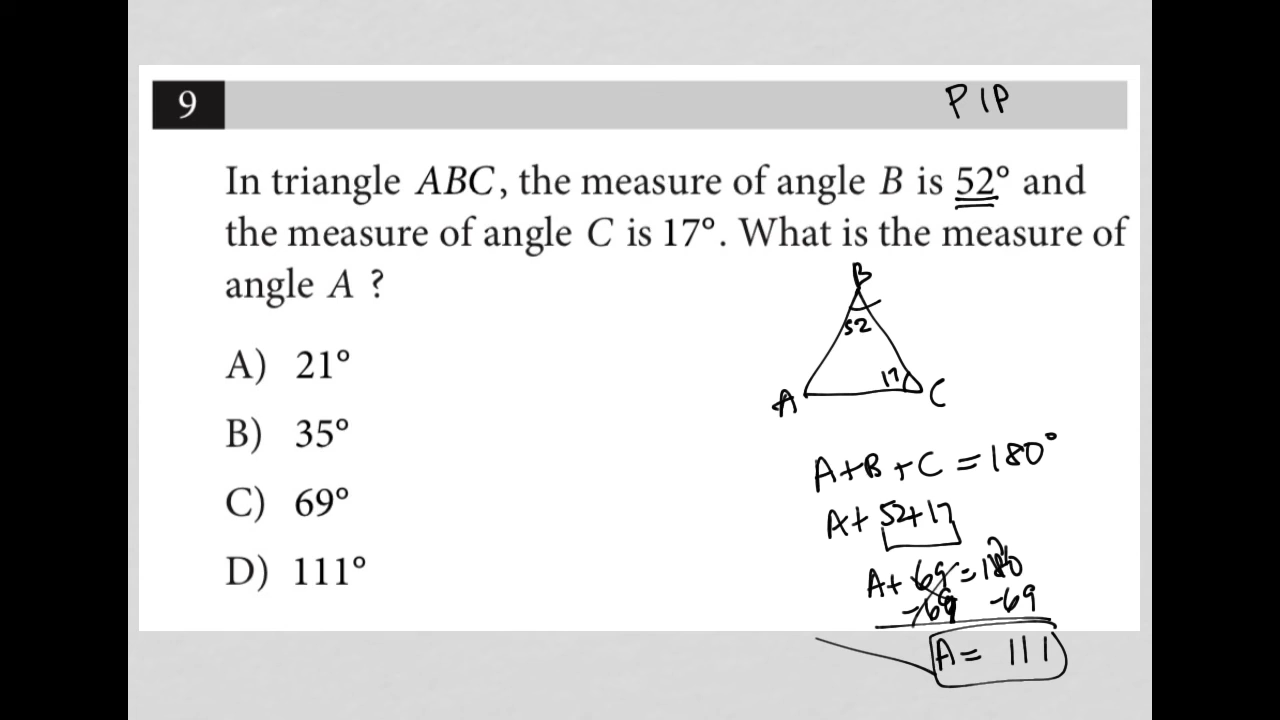 9
PIP
In triangle ABC, the measure of angle B is 52° and
the measure of angle C is 17°. What is the measure of
angle A ?
A) 21°
B) 35°
C) 69°
D) 111°
B
52
17
A
C
A+B+C=180°
A+52+17
A+69=180
-69 -69
A= 111